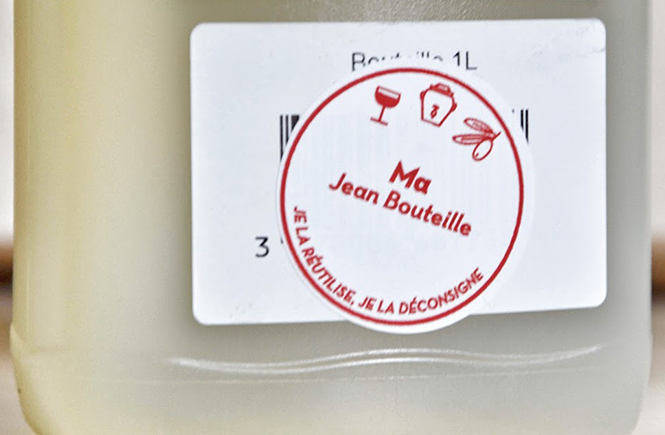 1L
Ma
Jean Bouteille
JE LA RÉUTILISE, JE LA DÉCONSIGNE
3